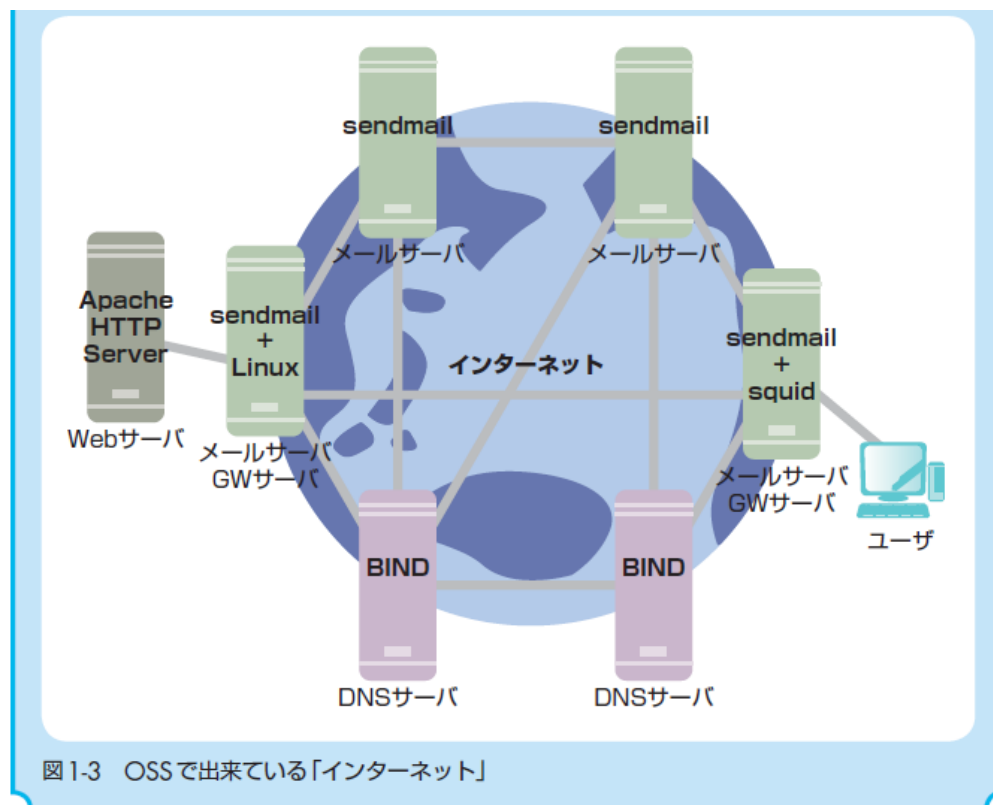 sendmail
メールサーバ
sendmail
メールサーバ
Apache
HTTP
Server
Webサーバ
sendmail
+
Linux
メールサーバ
GWサーバ
インターネット
sendmail
+
squid
メールサーバ
GWサーバ
ユーザ
BIND
DNSサーバ
BIND
DNSサーバ
図1-3 OSSで出来ている「インターネット」